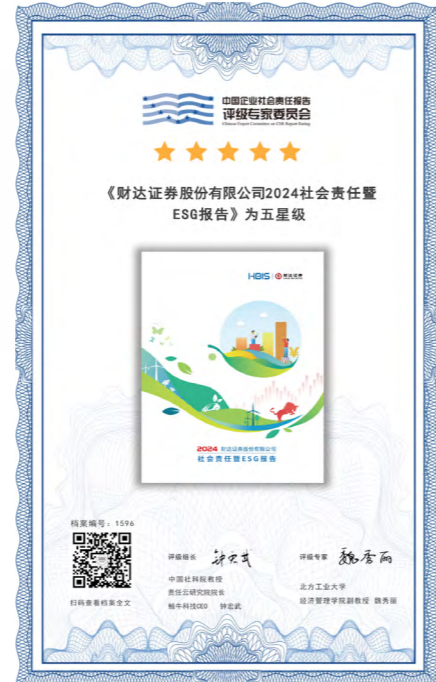 中国企业社会责任报告
评级专家委员会
Chinese Expert Committee on CSR Report Rating
《财达证券股份有限公司2024社会责任暨
ESG报告》为五星级
HBIS 财达证券
2024 财达证券股份有限公司
社会责任暨ESG报告
档案编号：1596
扫码查看档案全文
评级组长 钟宏武
中国社科院教授
责任云研究院院长
触牛科技CEO 钟宏武
评级专家 魏秀丽
北方工业大学
经济管理学院副教授 魏秀丽